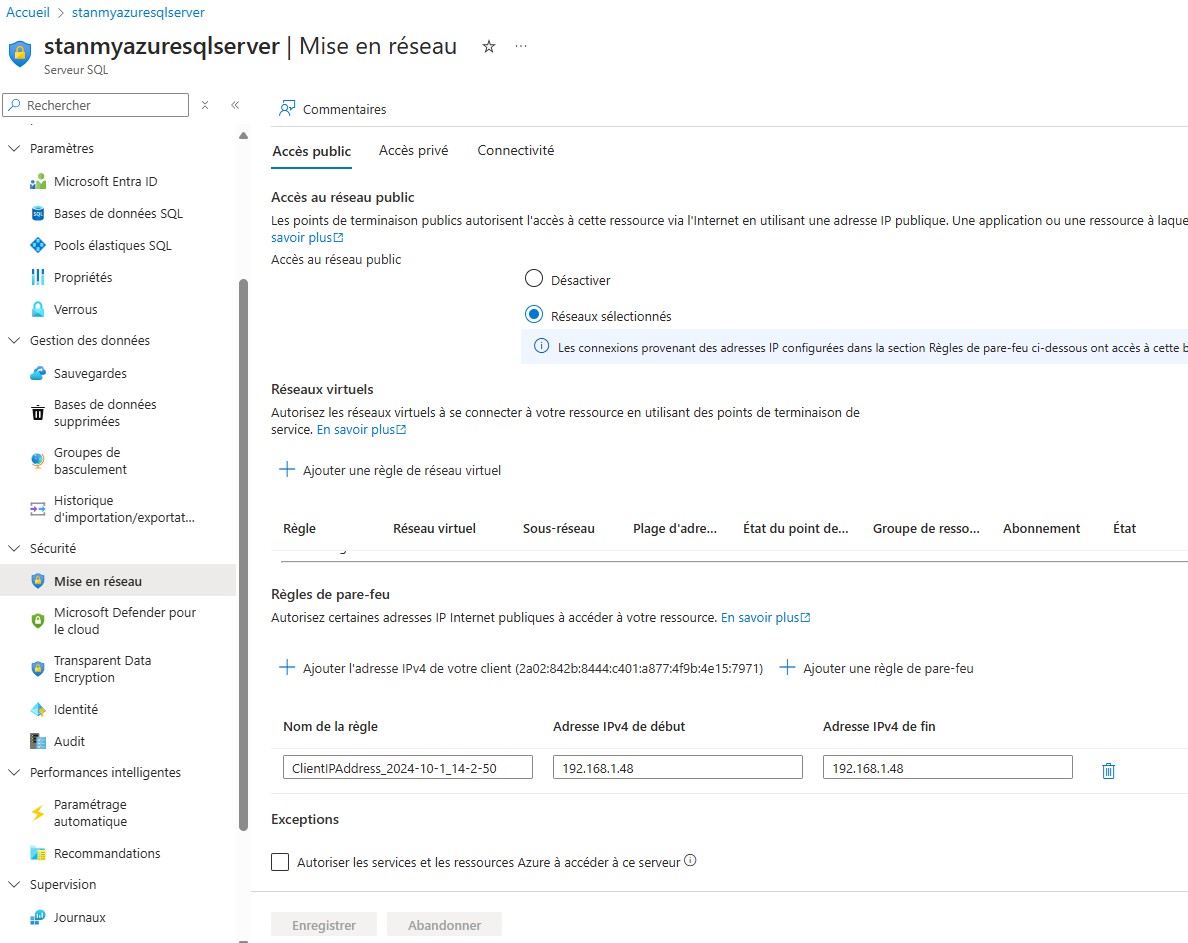 Accueil > stanmyazuresqlserver
stanmyazuresqlserver | Mise en réseau ☆ ...
Serveur SQL
Rechercher
Paramètres
Microsoft Entra ID
Bases de données SQL
Pools élastiques SQL
Propriétés
Verrous
Gestion des données
Sauvegardes
Bases de données
supprimées
Groupes de
basculement
Historique
d'importation/exportat...
Sécurité
Mise en réseau
Microsoft Defender pour
le cloud
Transparent Data
Encryption
Identité
Audit
Performances intelligentes
Paramétrage
automatique
Recommandations
Supervision
Journaux
Commentaires
Accès public Accès privé Connectivité
Accès au réseau public
Les points de terminaison publics autorisent l'accès à cette ressource via l'Internet en utilisant une adresse IP publique. Une application ou une ressource à laque
savoir plus
Accès au réseau public
Désactiver
Réseaux sélectionnés
Les connexions provenant des adresses IP configurées dans la section Règles de pare-feu ci-dessous ont accès à cette b
Réseaux virtuels
Autorisez les réseaux virtuels à se connecter à votre ressource en utilisant des points de terminaison de
service. En savoir plus
+ Ajouter une règle de réseau virtuel
Règle Réseau virtuel Sous-réseau Plage d'adre... État du point de... Groupe de resso... Abonnement État
Règles de pare-feu
Autorisez certaines adresses IP Internet publiques à accéder à votre ressource. En savoir plus
+ Ajouter l'adresse IPv4 de votre client (2a02:842b:8444:c401:a877:4f9b:4e15:7971) + Ajouter une règle de pare-feu
Nom de la règle Adresse IPv4 de début Adresse IPv4 de fin
ClientIPAddress_2024-10-1_14-2-50 192.168.1.48 192.168.1.48
Exceptions
Autoriser les services et les ressources Azure à accéder à ce serveur
Enregistrer Abandonner